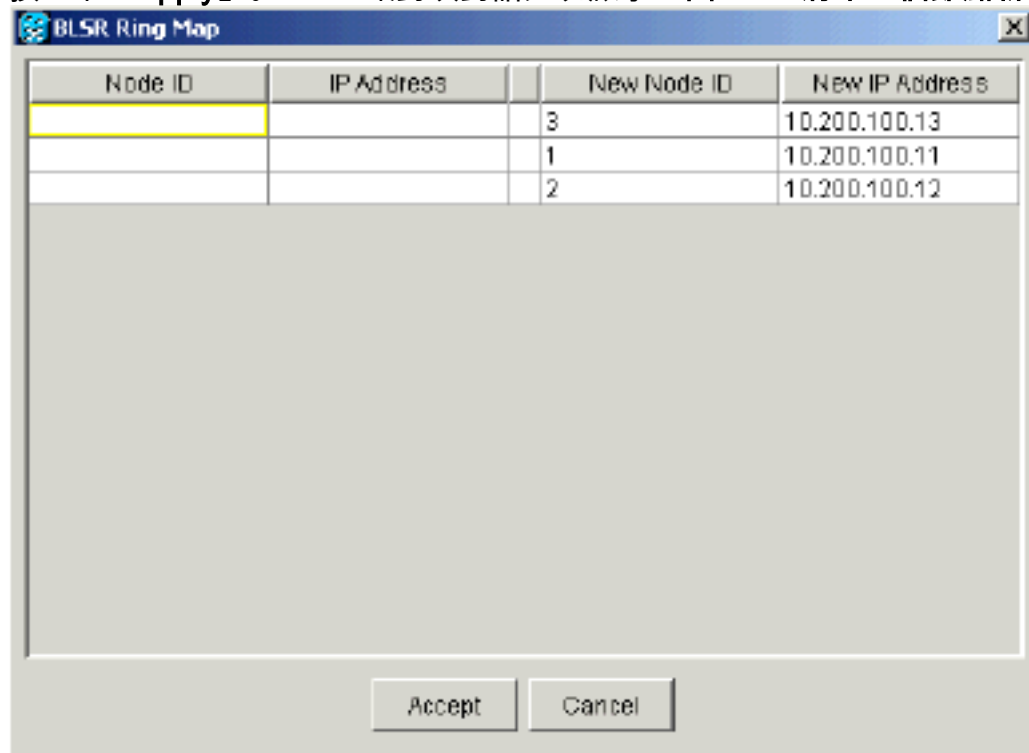 BLSR Ring Map
Node ID IP Address New Node ID New IP Address
3 10.200.100.13
1 10.200.100.11
2 10.200.100.12
Accept Cancel